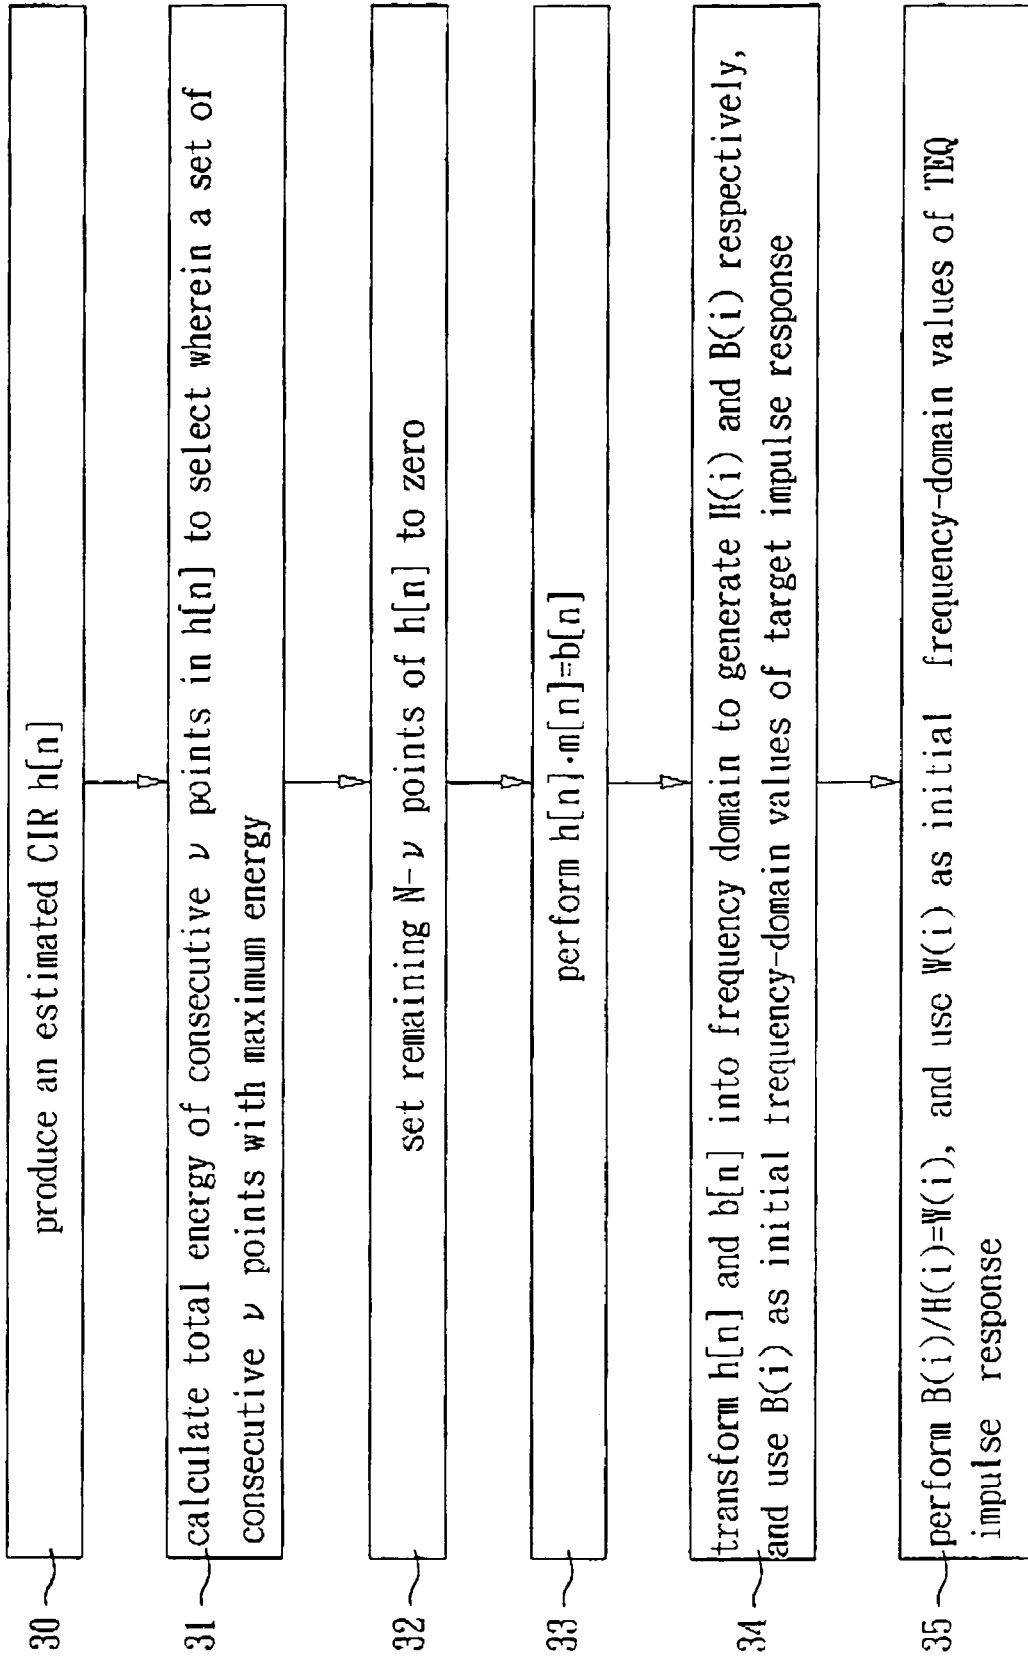 30
produce an estimated CIR h[n]
31
calculate total energy of consecutive ν points in h[n] to select wherein a set of
consecutive ν points with maximum energy
32
set remaining N-ν points of h[n] to zero
33
perform h[n]·m[n]=b[n]
34
transform h[n] and b[n] into frequency domain to generate H(i) and B(i) respectively,
and use B(i) as initial frequency-domain values of target impulse response
35
perform B(i)/H(i)=W(i), and use W(i) as initial frequency-domain values of TEQ
impulse response